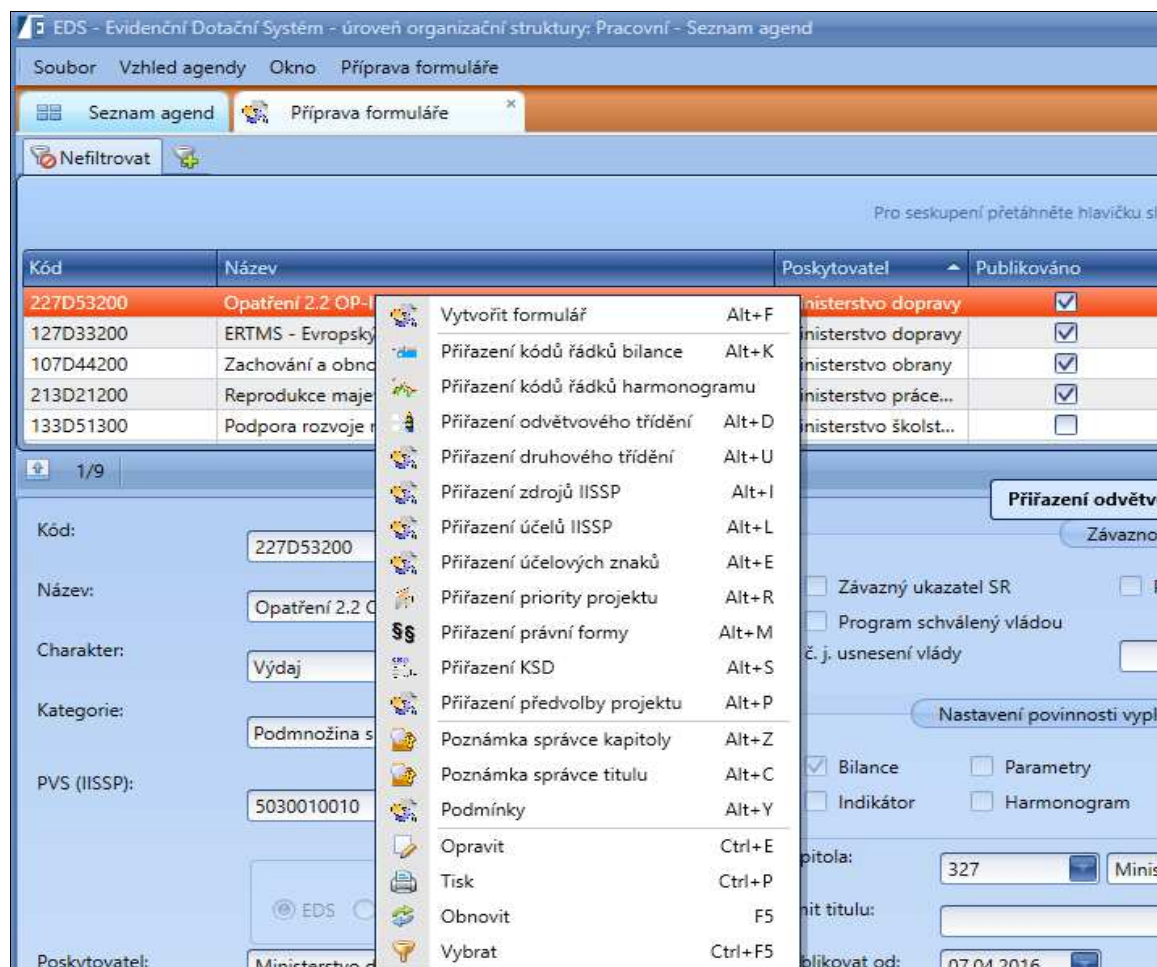 EDS - Evidenční Dotační Systém - úroveň organizační struktury: Pracovní - Seznam agend
Soubor Vzhled agendy Okno Příprava formuláře
Seznam agend Příprava formuláře ×
Nefiltrovat
Pro seskupení přetáhněte hlavičku sl
Kód Název Poskytovatel Publikováno
227D53200 Opatření 2.2 OP- nisterstvo dopravy
127D33200 ERTMS - Evropský inisterstvo dopravy
107D44200 Zachování a obno inisterstvo obrany
213D21200 Reprodukce maje inisterstvo práce...
133D51300 Podpora rozvoje inisterstvo školst...
Vytvořit formulář Alt+F
Přiřazení kódů řádků bilance Alt+K
Přiřazení kódů řádků harmonogramu
Přiřazení odvětvového třídění Alt+D
Přiřazení druhového třídění Alt+U
Přiřazení zdrojů IISSP Alt+I
Přiřazení účelů IISSP Alt+L
Přiřazení účelových znaků Alt+E
Přiřazení priority projektu Alt+R
§§ Přiřazení právní formy Alt+M
Přiřazení KSD Alt+S
Přiřazení předvolby projektu Alt+P
Poznámka správce kapitoly Alt+Z
Poznámka správce titulu Alt+C
Podmínky Alt+Y
Opravit Ctrl+E
Tisk Ctrl+P
Obnovit F5
Vybrat Ctrl+F5
1/9
Přiřazení odvětv
Kód: 227D53200
Název: Opatření 2.2 O
Charakter: Výdaj
Kategorie: Podmnožina s
PVS (IISSP): 5030010010
EDS
Poskytovatel: Ministerstvo d
Závazno
Závazný ukazatel SR
Program schválený vládou
č. j. usnesení vlády
Nastavení povinnosti vypl
Bilance Parametry
Indikátor Harmonogram
pitola: 327 Minis
nit titulu:
blikovat od: 07.04.2016